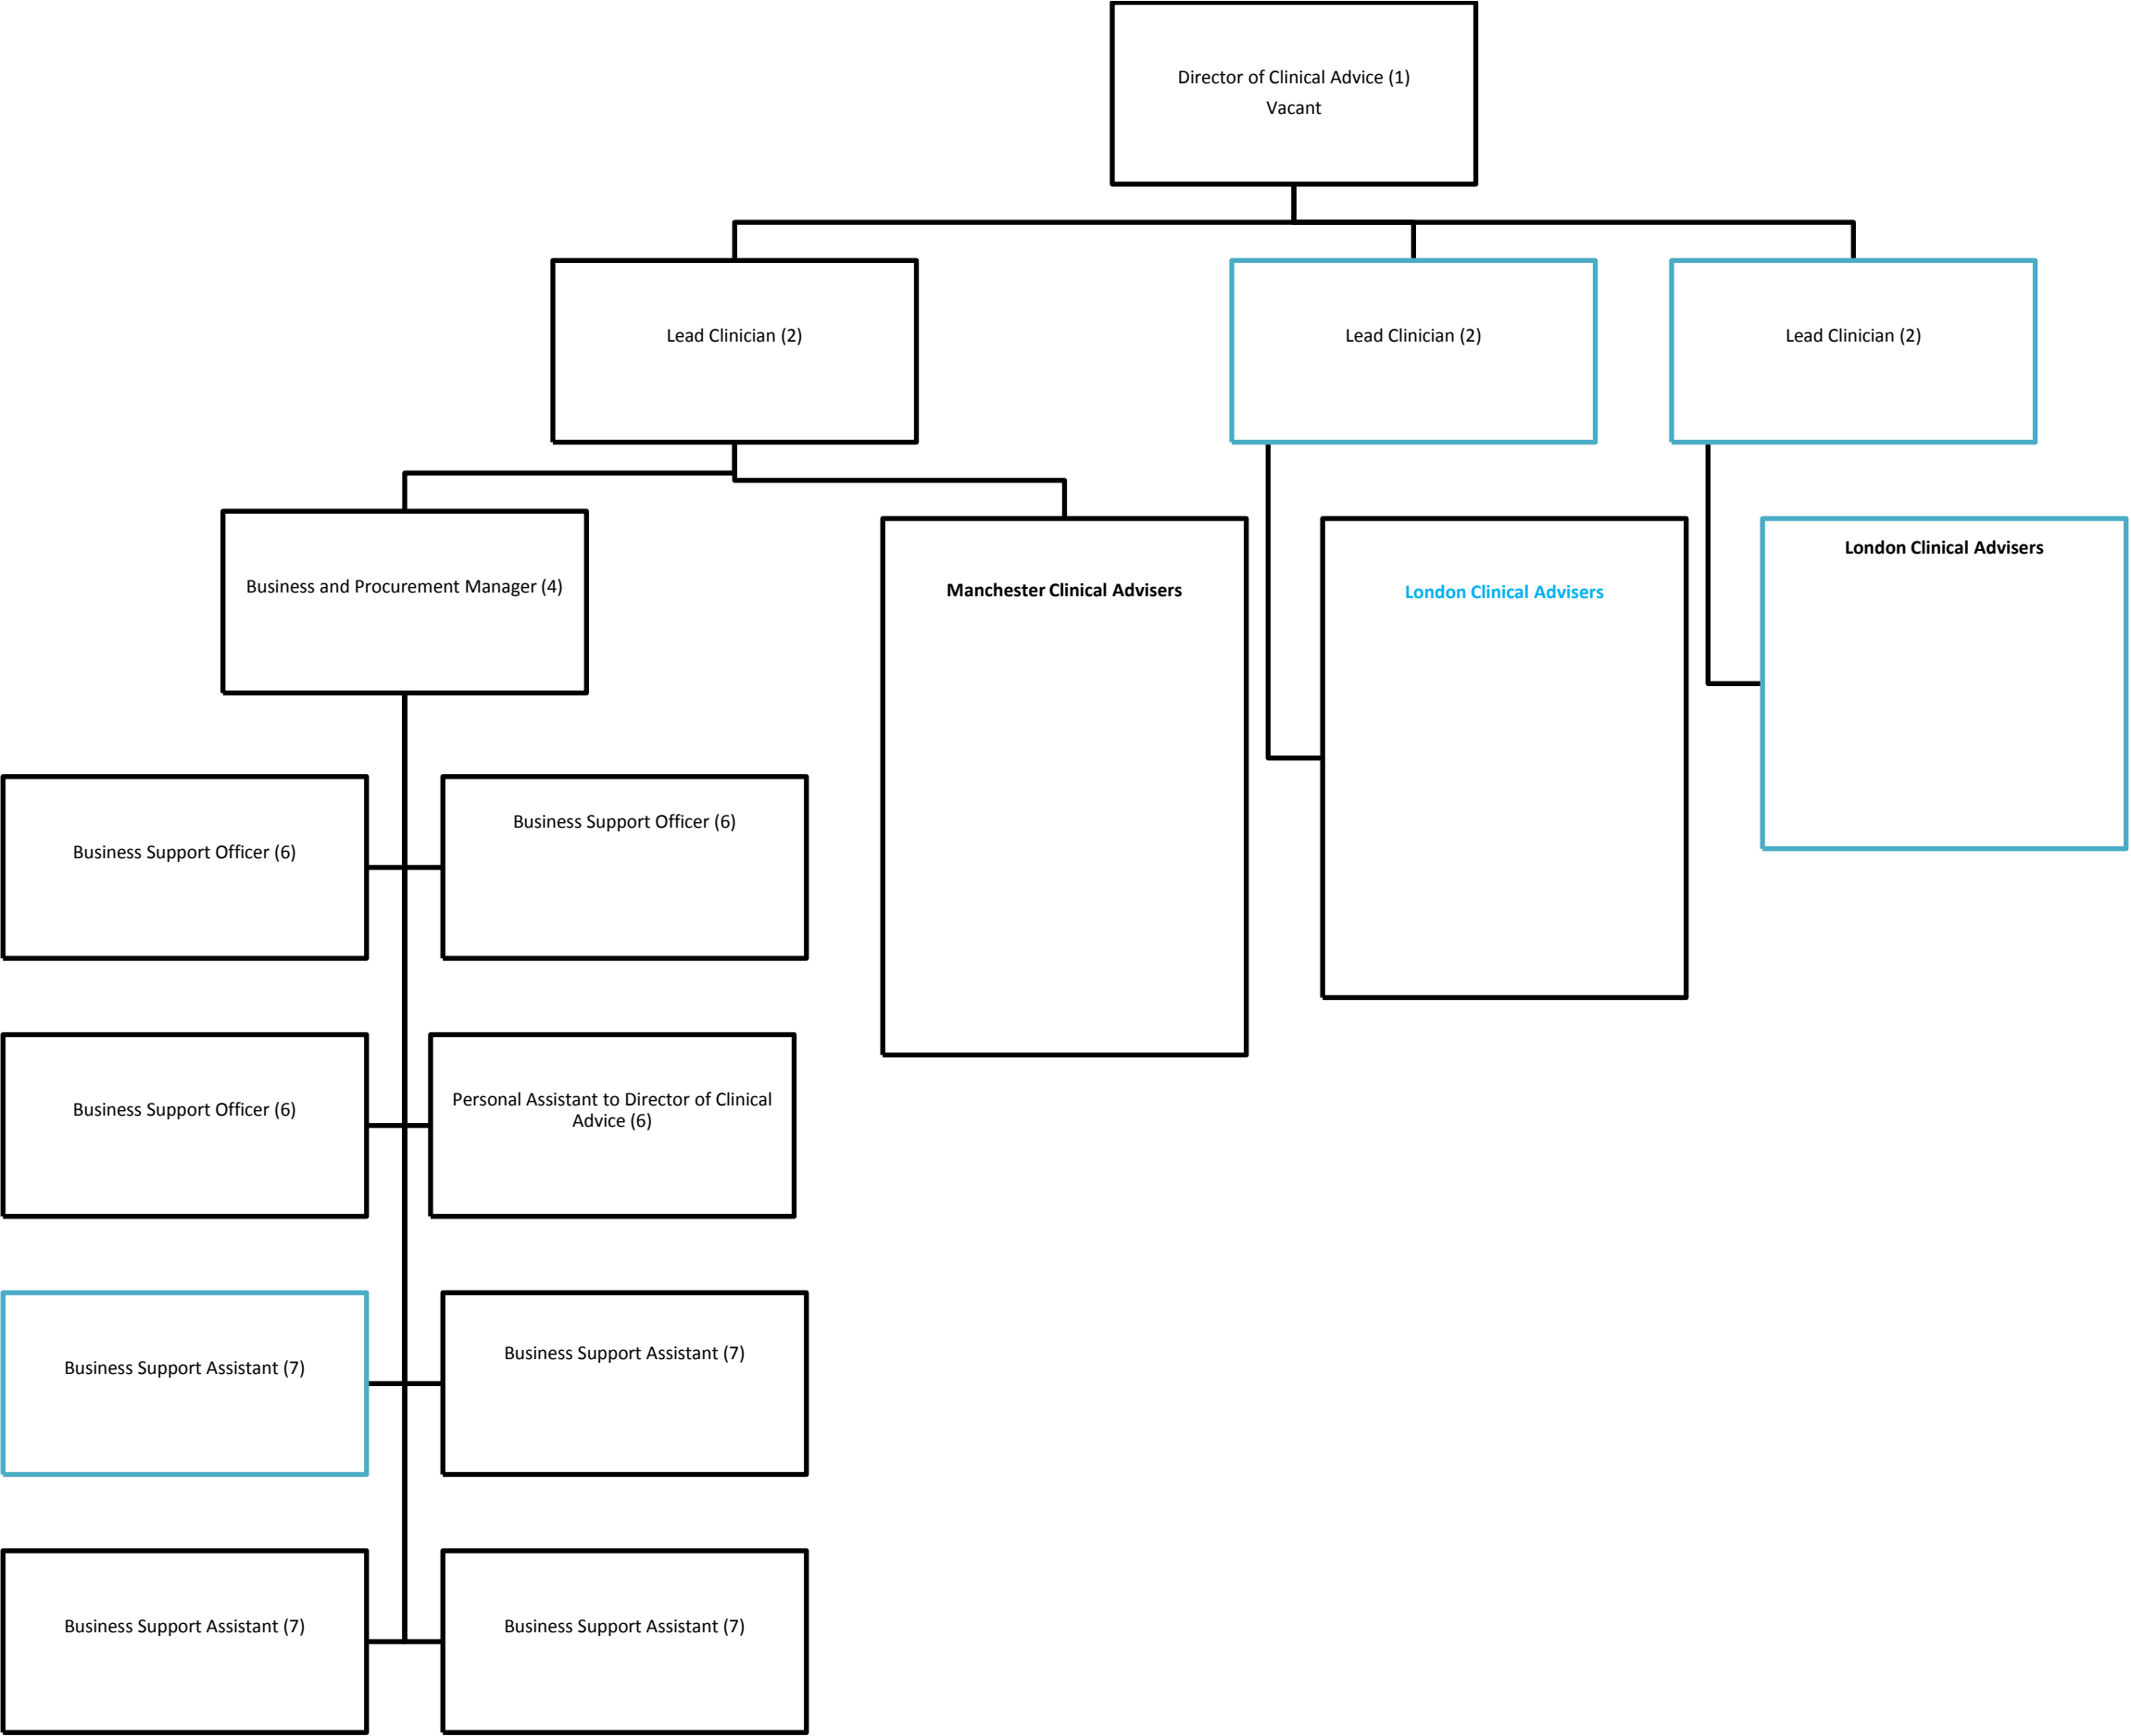 Director of Clinical Advice (1)
Vacant
Lead Clinician (2)
Lead Clinician (2)
Lead Clinician (2)
Business and Procurement Manager (4)
Manchester Clinical Advisers
London Clinical Advisers
London Clinical Advisers
Business Support Officer (6)
Business Support Officer (6)
Business Support Officer (6)
Personal Assistant to Director of Clinical
Advice (6)
Business Support Assistant (7)
Business Support Assistant (7)
Business Support Assistant (7)
Business Support Assistant (7)